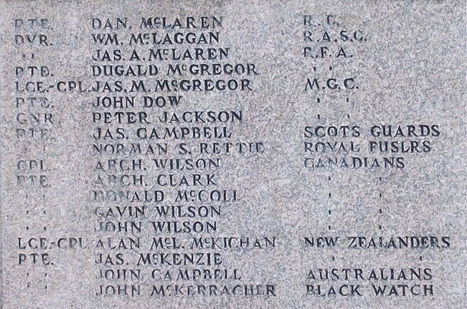 PTE. DAN. McLAREN R. E.
DVR. WM. McLAGGAN R.A.S.C.
" JAS. A. McLAREN R.F.A.
PTE. DUGALD McGREGOR " "
LCE.-CPL. JAS. M. McGREGOR M.G.C.
PTE. JOHN DOW " "
GNR. PETER JACKSON " "
PTE. JAS. CAMPBELL SCOTS GUARDS
" NORMAN S. RETTIE ROYAL FUSLRS
CPL. ARCH. WILSON CANADIANS
PTE. ARCH. CLARK "
" DONALD McCOLL "
" GAVIN WILSON "
" JOHN WILSON "
LCE.-CPL. ALAN McL. McKICHAN NEW ZEALANDERS
PTE. JAS. McKENZIE " "
" JOHN CAMPBELL AUSTRALIANS
" JOHN McKERRACHER BLACK WATCH